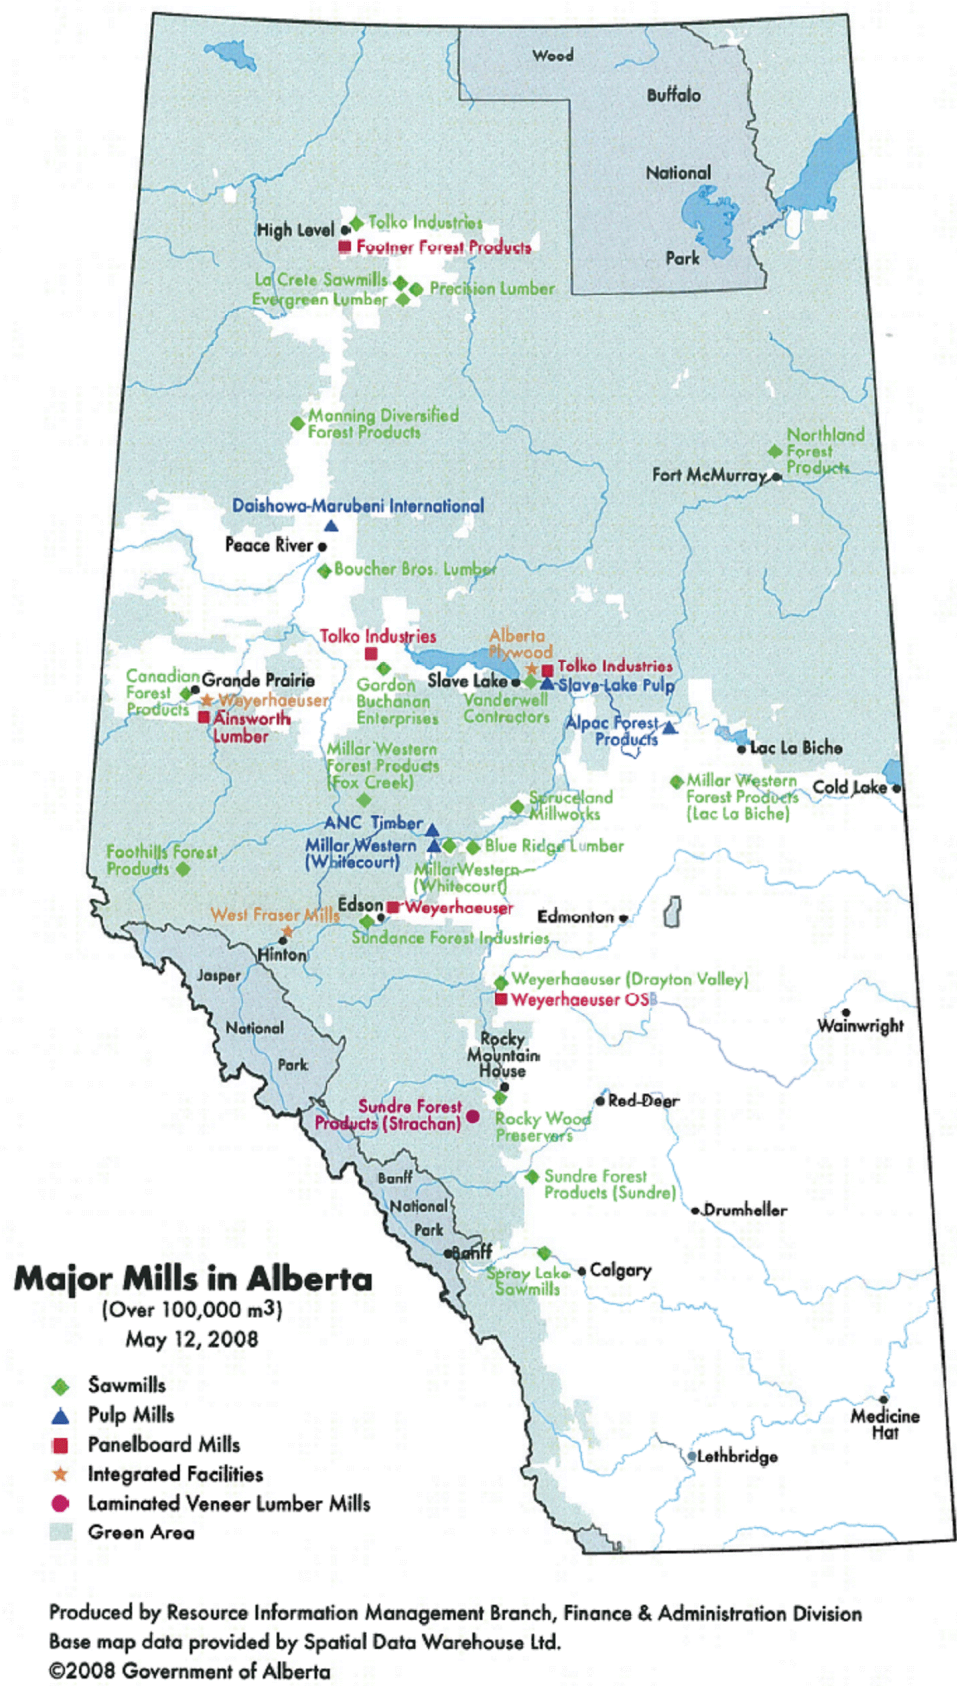 Wood
Buffalo
National
Park
High Level
Tolko Industries
Footner Forest Products
La Crete Sawmills
Precision Lumber
Evergreen Lumber
Manning Diversified
Forest Products
Northland
Forest
Products
Fort McMurray
Daishowa-Marubeni International
Peace River
Boucher Bros. Lumber
Tolko Industries
Alberta
Plywood
Tolko Industries
Slave Lake
Slave Lake Pulp
Canadian
Forest
Products
Grande Prairie
Weyerhaeuser
Ainsworth
Lumber
Gordon
Buchanan
Enterprises
Vanderwell
Contractors
Alpac Forest
Products
Lac La Biche
Millar Western
Forest Products
(Fox Creek)
Millar Western
Forest Products
(Lac La Biche)
Cold Lake
Spruceland
Millworks
ANC Timber
Millar Western
(Whitecourt)
Blue Ridge Lumber
Foothills Forest
Products
Millar Western
(Whitecourt)
Edson
Weyerhaeuser
West Fraser Mills
Edmonton
Sundance Forest Industries
Hinton
Jasper
National
Park
Weyerhaeuser (Drayton Valley)
Weyerhaeuser OSB
Wainwright
Rocky
Mountain
House
Red Deer
Sundre Forest
Products (Strachan)
Rocky Wood
Preservers
Banff
National
Park
Sundre Forest
Products (Sundre)
Drumheller
Banff
Spray Lake
Sawmills
Calgary
Major Mills in Alberta
(Over 100,000 m3)
May 12, 2008
Sawmills
Pulp Mills
Panelboard Mills
Integrated Facilities
Laminated Veneer Lumber Mills
Green Area
Medicine
Hat
Lethbridge
Produced by Resource Information Management Branch, Finance & Administration Division
Base map data provided by Spatial Data Warehouse Ltd.
©2008 Government of Alberta